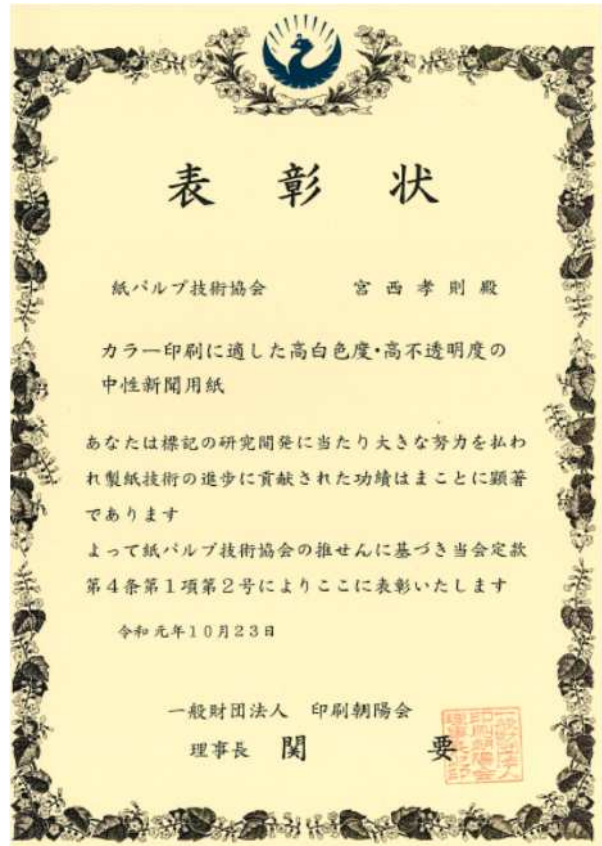 表彰状
紙パルプ技術協会 宮西孝則殿
カラー印刷に適した高白色度・高不透明度の
中性新聞用紙
あなたは標記の研究開発に当たり大きな努力を払わ
れ製紙技術の進歩に貢献された功績はまことに顕著
であります
よって紙パルプ技術協会の推せんに基づき当会定款
第4条第1項第2号によりここに表彰いたします
令和元年10月23日
一般財団法人 印刷朝陽会
理事長 関 要